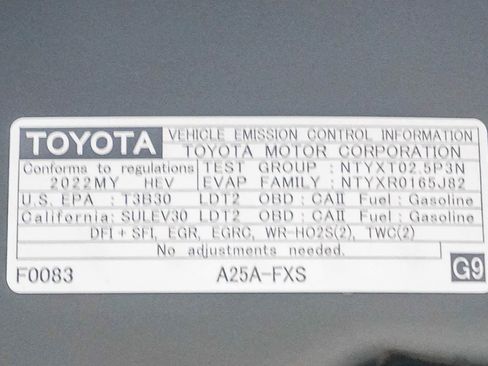 TOYOTA VEHICLE EMISSION CONTROL INFORMATION
TOYOTA MOTOR CORPORATION
Conforms to regulations TEST GROUP : NTYXT02.5P3N
2022MY HEV EVAP FAMILY : NTYXR0165J82
U.S. EPA : T3B30 LDT2 OBD : CAII Fuel : Gasoline
California: SULEV30 LDT2 OBD : CAII Fuel : Gasoline
DFI + SFI, EGR, EGRC, WR-HO2S(2), TWC(2)
No adjustments needed.
F0083 A25A-FXS G9